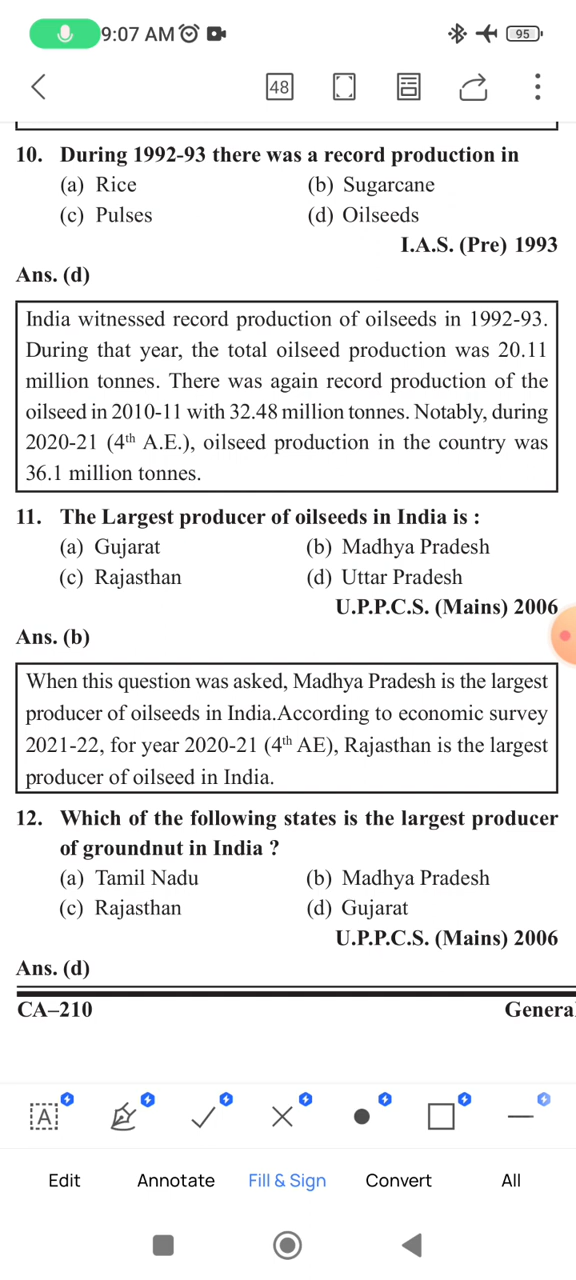 9:07 AM
95
48
10. During 1992-93 there was a record production in
(a) Rice (b) Sugarcane
(c) Pulses (d) Oilseeds
I.A.S. (Pre) 1993
Ans. (d)
India witnessed record production of oilseeds in 1992-93.
During that year, the total oilseed production was 20.11
million tonnes. There was again record production of the
oilseed in 2010-11 with 32.48 million tonnes. Notably, during
2020-21 (4th A.E.), oilseed production in the country was
36.1 million tonnes.
11. The Largest producer of oilseeds in India is :
(a) Gujarat (b) Madhya Pradesh
(c) Rajasthan (d) Uttar Pradesh
U.P.P.C.S. (Mains) 2006
Ans. (b)
When this question was asked, Madhya Pradesh is the largest
producer of oilseeds in India.According to economic survey
2021-22, for year 2020-21 (4th AE), Rajasthan is the largest
producer of oilseed in India.
12. Which of the following states is the largest producer
of groundnut in India ?
(a) Tamil Nadu (b) Madhya Pradesh
(c) Rajasthan (d) Gujarat
U.P.P.C.S. (Mains) 2006
Ans. (d)
CA–210 General
A
Edit Annotate Fill & Sign Convert All